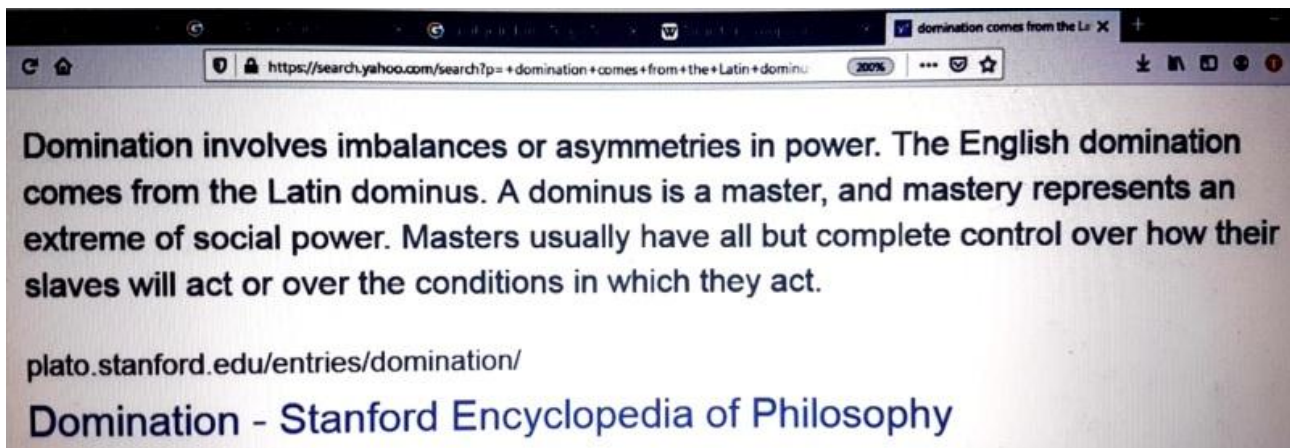 domination comes from the La
https://search.yahoo.com/search?p=+domination+comes+from+the+Latin+dominu
200%
Domination involves imbalances or asymmetries in power. The English domination
comes from the Latin dominus. A dominus is a master, and mastery represents an
extreme of social power. Masters usually have all but complete control over how their
slaves will act or over the conditions in which they act.
plato.stanford.edu/entries/domination/
Domination - Stanford Encyclopedia of Philosophy